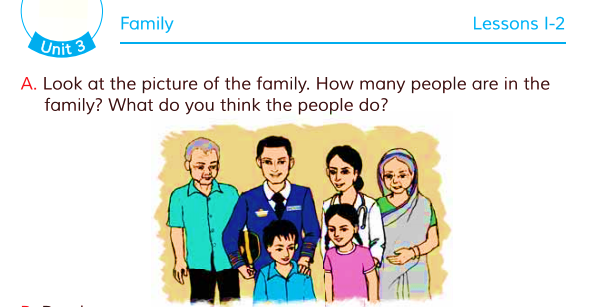 Family
Lessons 1-2
Unit 3
A. Look at the picture of the family. How many people are in the
family? What do you think the people do?